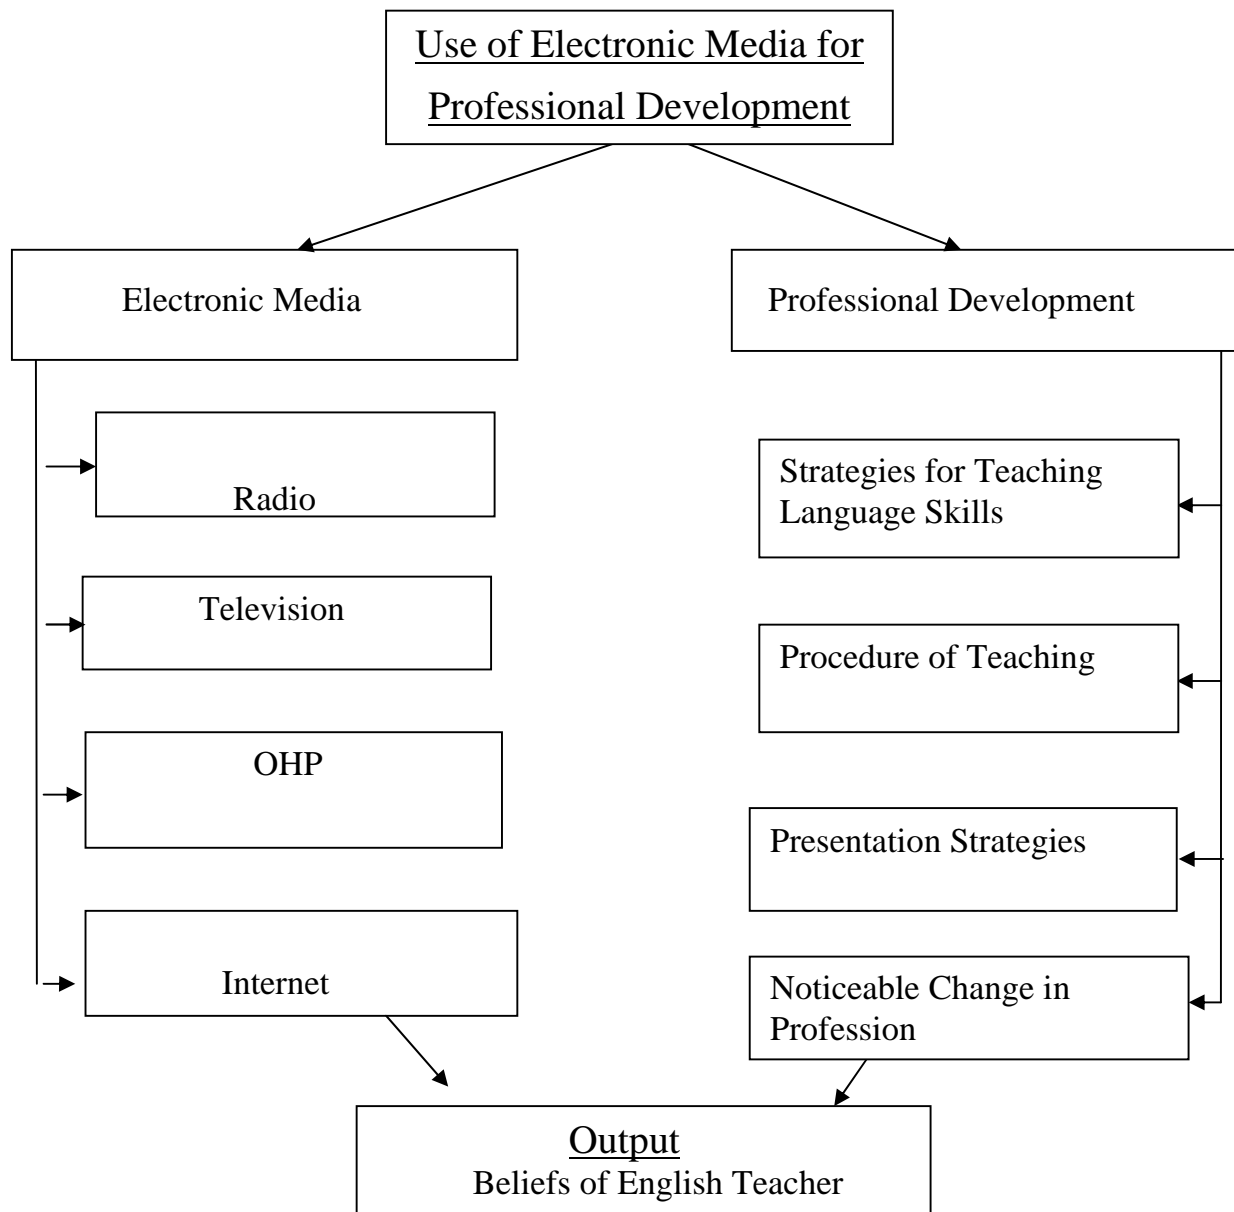 Use of Electronic Media for
Professional Development
Electronic Media
Professional Development
Radio
Television
OHP
Internet
Strategies for Teaching
Language Skills
Procedure of Teaching
Presentation Strategies
Noticeable Change in
Profession
Output
Beliefs of English Teacher